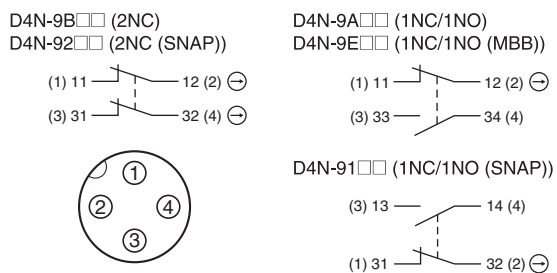 D4N-9B□□ (2NC)
D4N-92□□ (2NC (SNAP))
(1) 11 12 (2)
(3) 31 32 (4)
1
2 4
3
D4N-9A□□ (1NC/1NO)
D4N-9E□□ (1NC/1NO (MBB))
(1) 11 12 (2)
(3) 33 34 (4)
D4N-91□□ (1NC/1NO (SNAP))
(3) 13 14 (4)
(1) 31 32 (2)